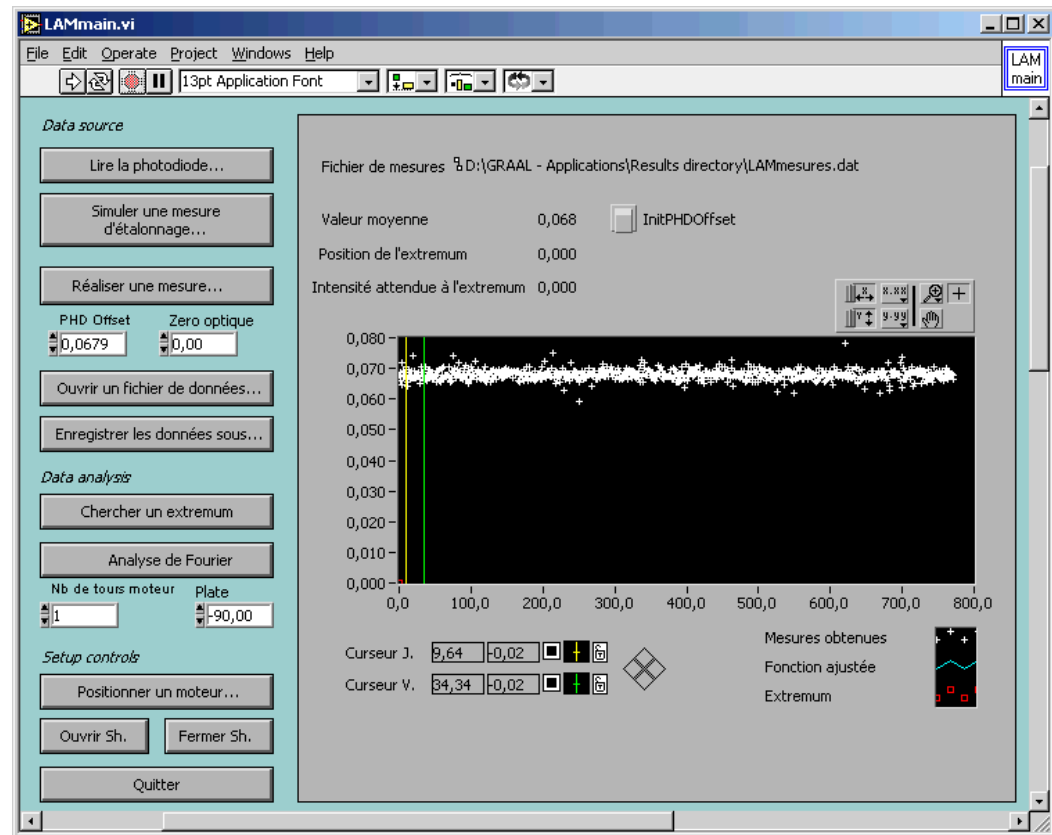 LAMmain.vi
File Edit Operate Project Windows Help
13pt Application Font
LAM
main
Data source
Lire la photodiode...
Simuler une mesure
d'étalonnage...
Réaliser une mesure...
PHD Offset Zero optique
0,0679 0,00
Ouvrir un fichier de données...
Enregistrer les données sous...
Data analysis
Chercher un extremum
Analyse de Fourier
Nb de tours moteur Plate
1 -90,00
Setup controls
Positionner un moteur...
Ouvrir Sh. Fermer Sh.
Quitter
Fichier de mesures D:\GRAAL - Applications\Results directory\LAMmesures.dat
Valeur moyenne 0,068 InitPHDOffset
Position de l'extremum 0,000
Intensité attendue à l'extremum 0,000
X X.XX
Y Y.YY
0,080
0,070
0,060
0,050
0,040
0,030
0,020
0,010
0,000
0,0 100,0 200,0 300,0 400,0 500,0 600,0 700,0 800,0
Curseur J. 9,64 -0,02
Curseur V. 34,34 -0,02
Mesures obtenues
Fonction ajustée
Extremum